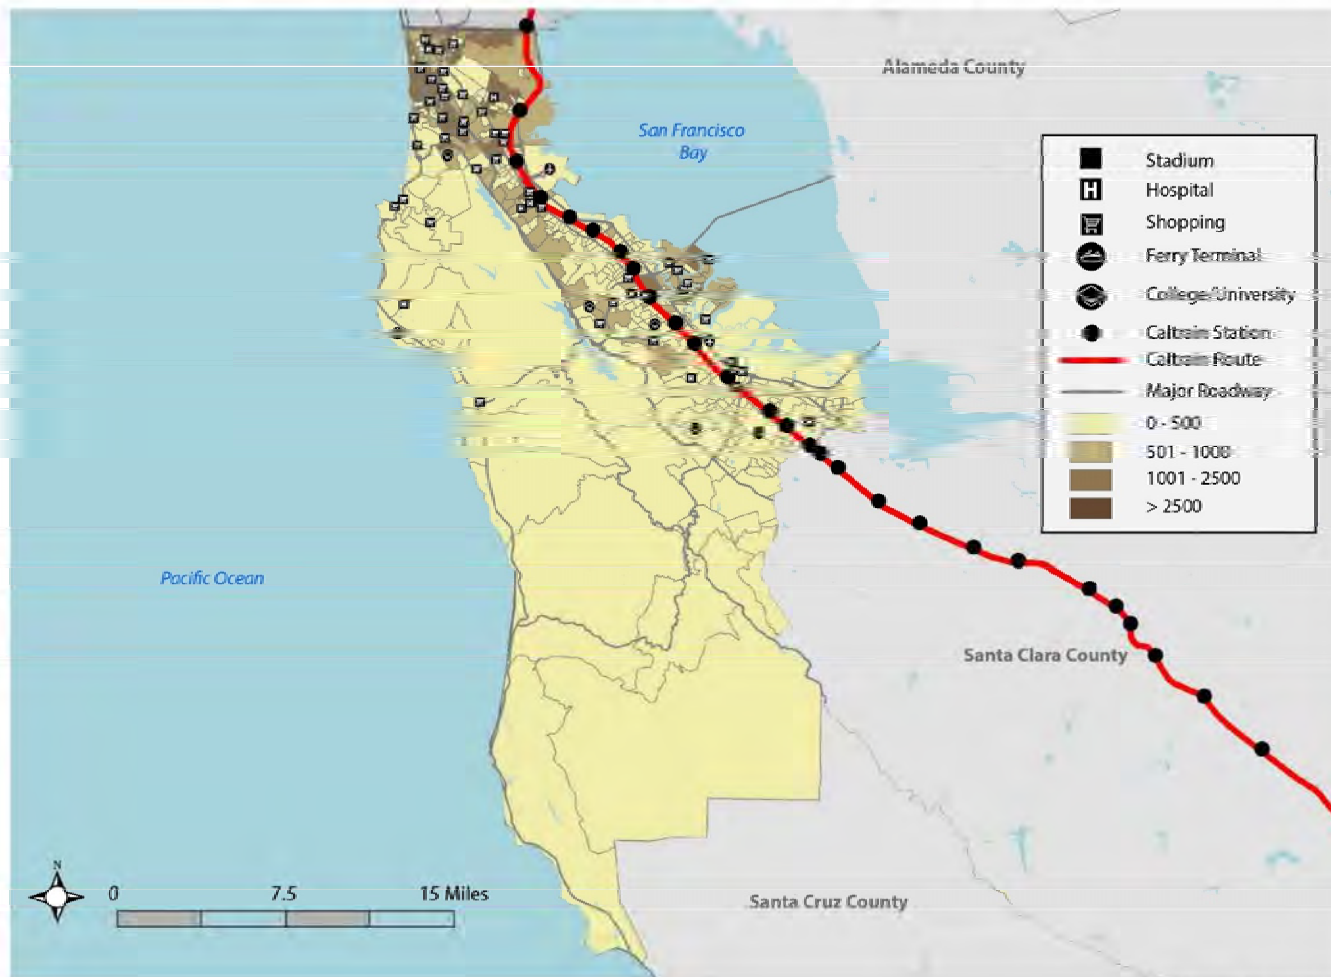 Alameda County
San Francisco
Bay
Stadium
Hospital
Shopping
Ferry Terminal
College/University
Caltrain Station
Caltrain Route
Major Roadway
0 - 500
501 - 1000
1001 - 2500
> 2500
Pacific Ocean
Santa Clara County
N
0 7.5 15 Miles
Santa Cruz County